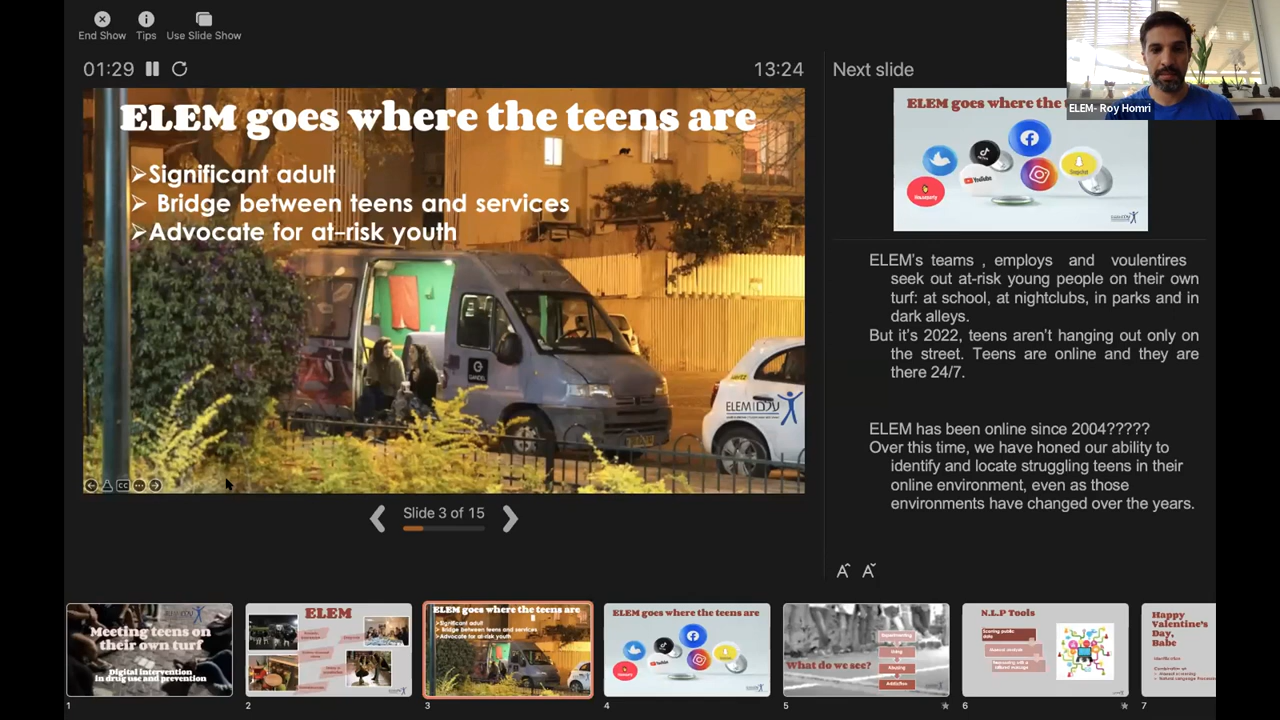 End Show
Tips
Use Slide Show
01:29
13:24
Next slide
ELEM- Roy Homri
ELEM goes where the teens are
➢Significant adult
➢ Bridge between teens and services
➢Advocate for at-risk youth
GANDEL
ELEM עלם
ELEM goes where the
YouTube
Snapchat
Houseparty
ELEM's teams , employs and voulentires
seek out at-risk young people on their own
turf: at school, at nightclubs, in parks and in
dark alleys.
But it's 2022, teens aren't hanging out only on
the street. Teens are online and they are
there 24/7.
ELEM has been online since 2004?????
Over this time, we have honed our ability to
identify and locate struggling teens in their
online environment, even as those
environments have changed over the years.
Slide 3 of 15
Meeting teens on
their own turf
Digital Intervention
in drug use and prevention
1
ELEM
2
ELEM goes where the teens are
Significant adult
Bridge between teens and services
Advocate for at-risk youth
3
ELEM goes where the teens are
4
What do we see?
Experimenting
Using
Abusing
Addictive
5
N.L.P Tools
6
Happy
Valentine's
Day,
Babe
7